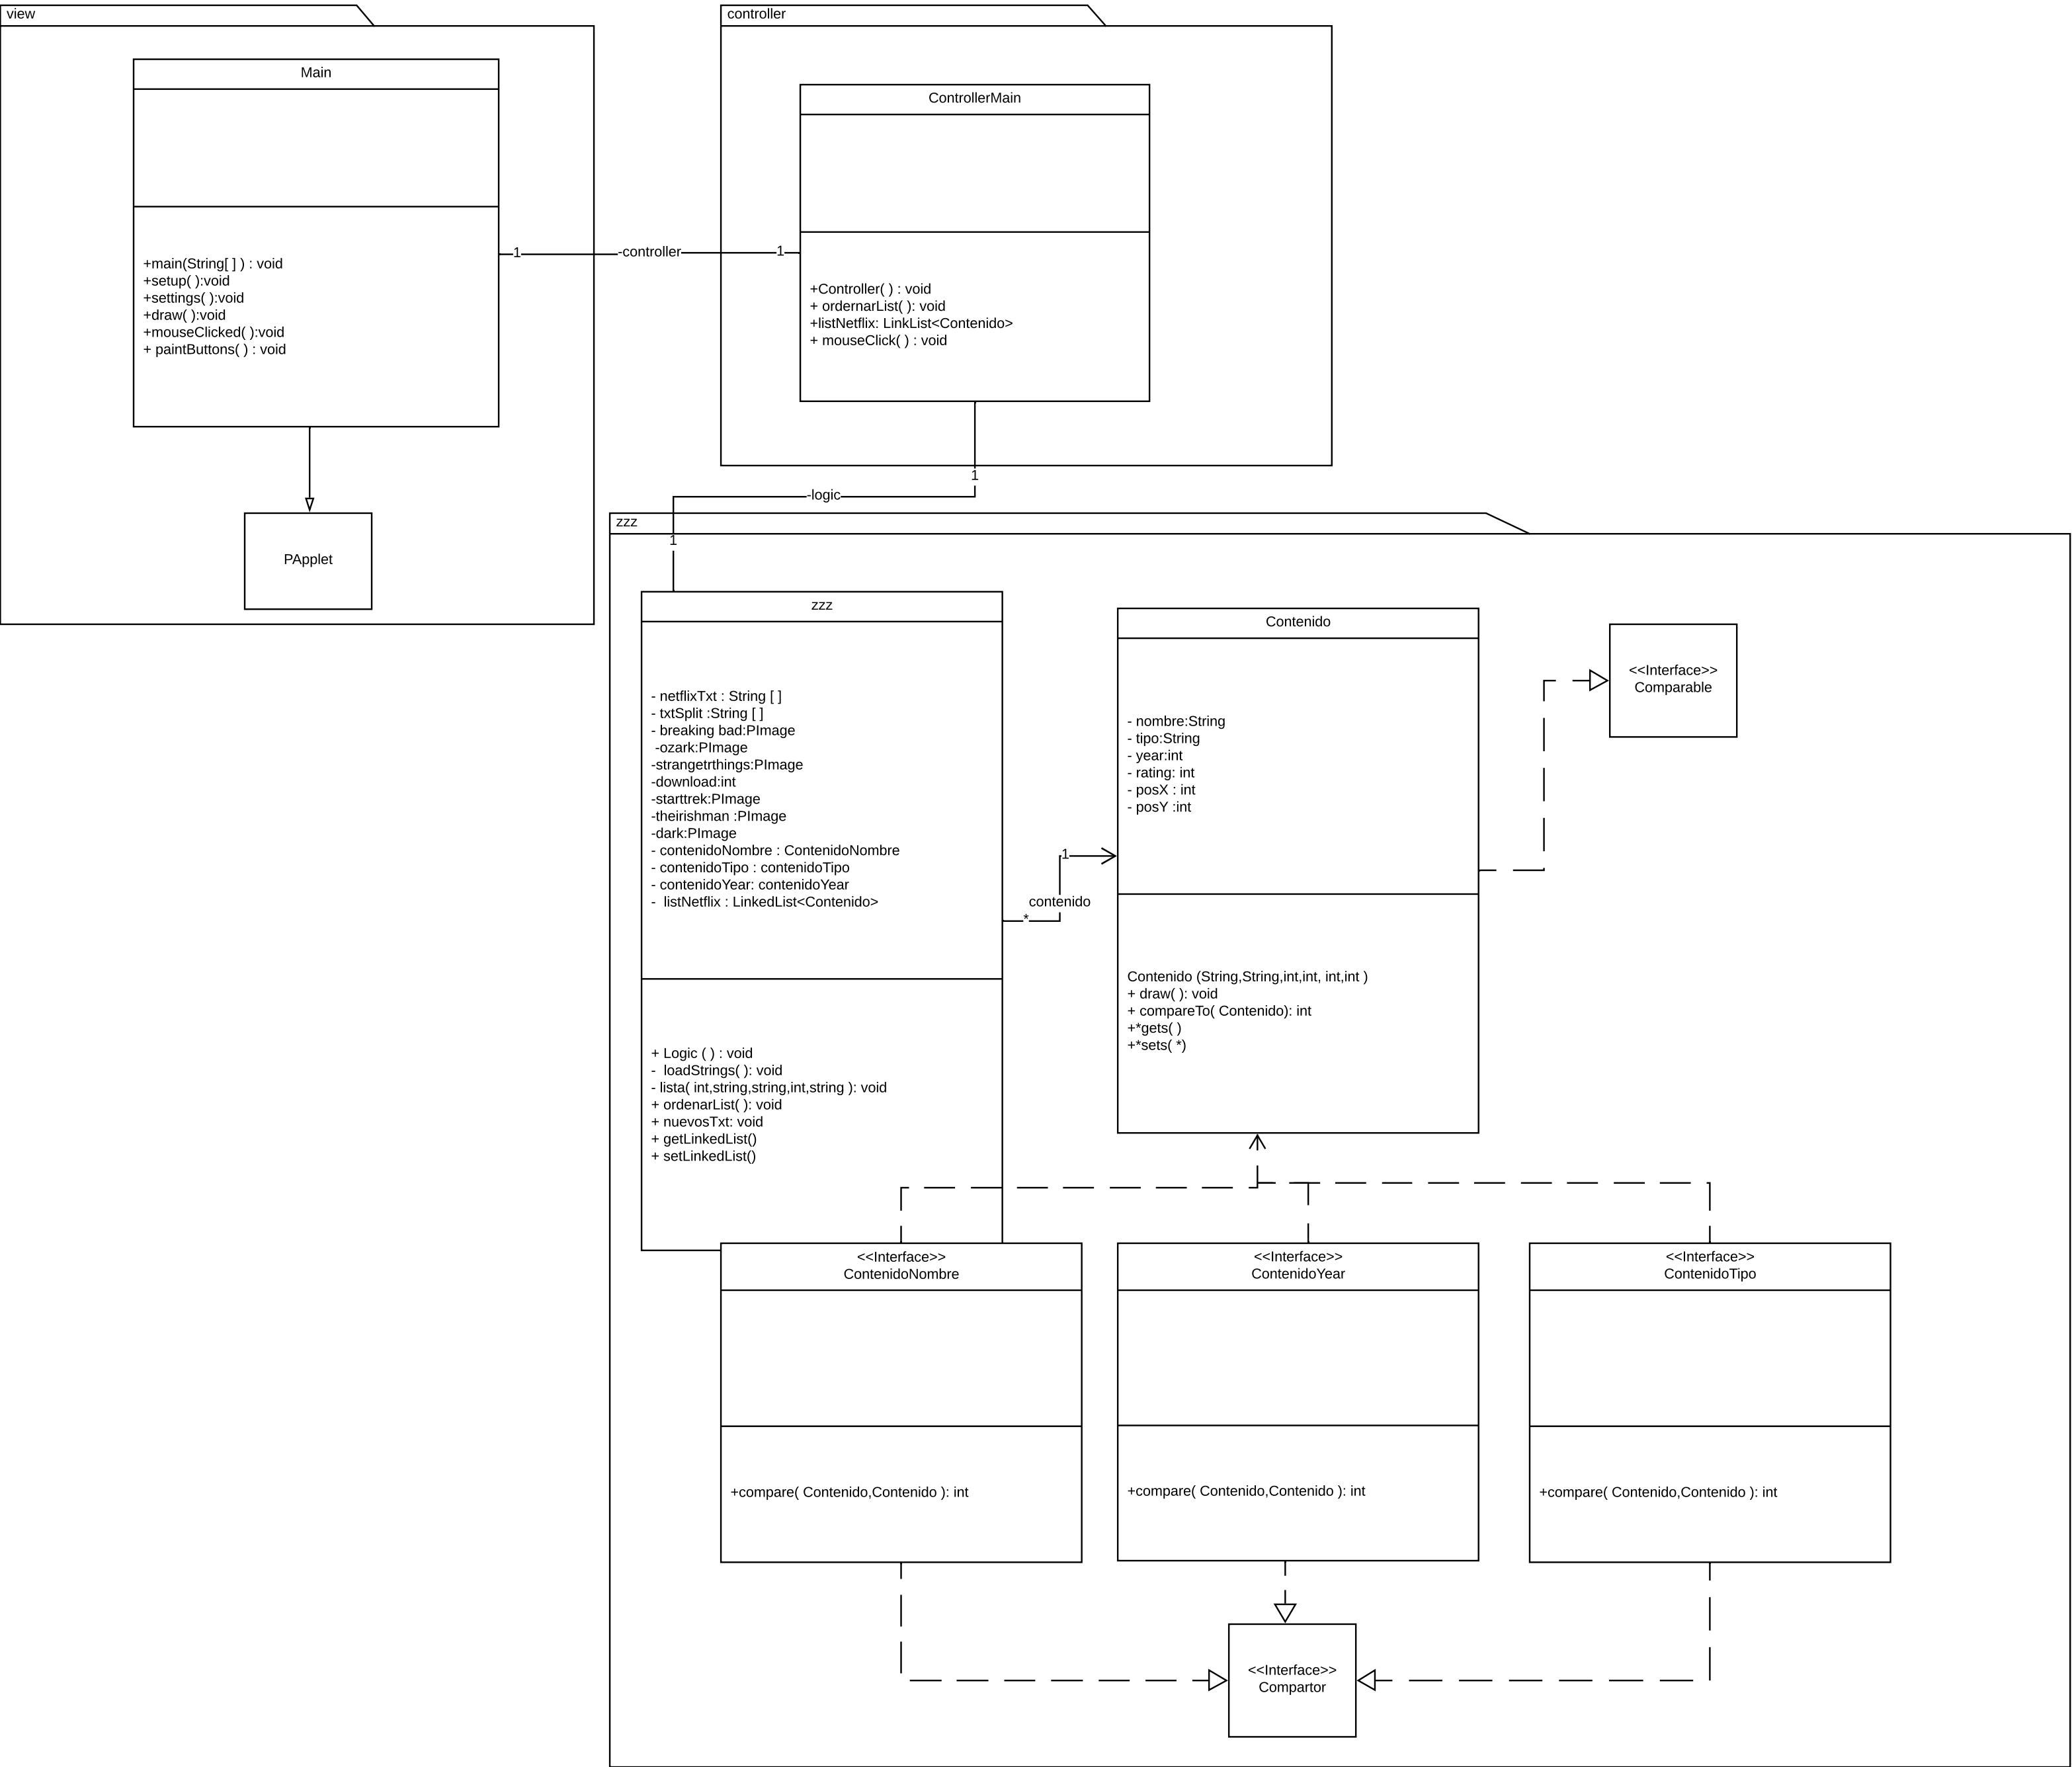 view
Main
+main(String[ ] ) : void
+setup( ):void
+settings( ):void
+draw( ):void
+mouseClicked( ):void
+ paintButtons( ) : void
PApplet
1
-controller
1
controller
ControllerMain
+Controller( ) : void
+ ordernarList( ): void
+listNetflix: LinkList<Contenido>
+ mouseClick( ) : void
1
-logic
1
zzz
zzz
- netflixTxt : String [ ]
- txtSplit :String [ ]
- breaking bad:PImage
-ozark:PImage
-strangetrthings:PImage
-download:int
-starttrek:PImage
-theirishman :PImage
-dark:PImage
- contenidoNombre : ContenidoNombre
- contenidoTipo : contenidoTipo
- contenidoYear: contenidoYear
-  listNetflix : LinkedList<Contenido>
+ Logic ( ) : void
-  loadStrings( ): void
- lista( int,string,string,int,string ): void
+ ordenarList( ): void
+ nuevosTxt: void
+ getLinkedList()
+ setLinkedList()
1
contenido
*
Contenido
- nombre:String
- tipo:String
- year:int
- rating: int
- posX : int
- posY :int
Contenido (String,String,int,int, int,int )
+ draw( ): void
+ compareTo( Contenido): int
+*gets( )
+*sets( *)
<<Interface>>
Comparable
<<Interface>>
ContenidoNombre
+compare( Contenido,Contenido ): int
<<Interface>>
ContenidoYear
+compare( Contenido,Contenido ): int
<<Interface>>
ContenidoTipo
+compare( Contenido,Contenido ): int
<<Interface>>
Compartor